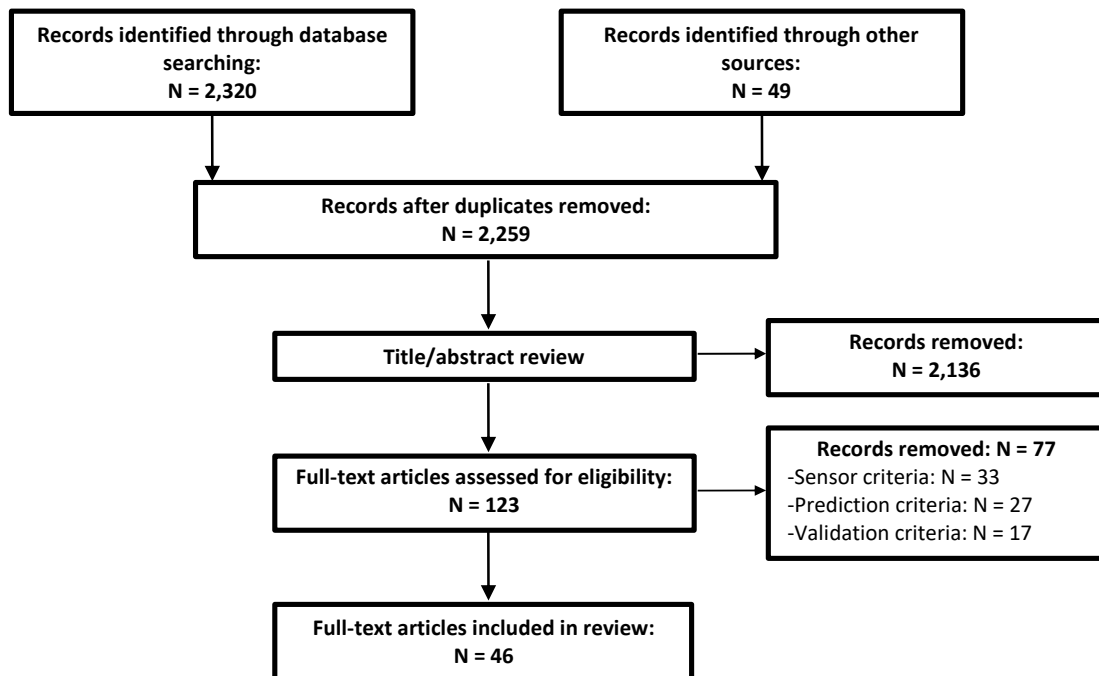 Records identified through database
searching:
N = 2,320
Records identified through other
sources:
N = 49
Records after duplicates removed:
N = 2,259
Title/abstract review
Records removed:
N = 2,136
Full-text articles assessed for eligibility:
N = 123
Records removed: N = 77
-Sensor criteria: N = 33
-Prediction criteria: N = 27
-Validation criteria: N = 17
Full-text articles included in review:
N = 46